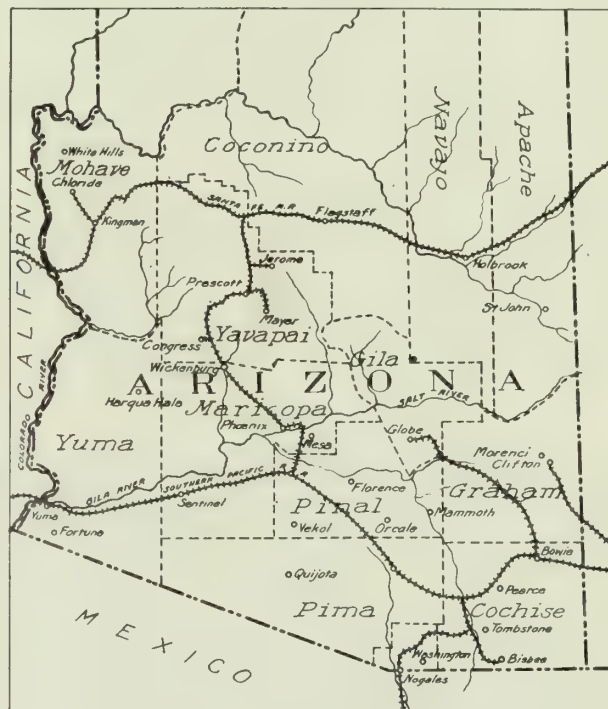 Coconino
Navajo
Apache
White Hills
Mohave
Chloride
Kingman
SANTA FE R.R.
Flagstaff
Holbrook
CALIFORNIA
Jerome
Prescott
St John
Mayer
Congress
Yavapai
Wickenburg
Gila
ARIZONA
Harqua Hala
Maricopa
SALT RIVER
COLORADO RIVER
Yuma
Phoenix
Mesa
Globe
Morenci
Clifton
GILA RIVER
SOUTHERN PACIFIC R.R.
Florence
Graham
Sentinel
Pinal
Mammoth
Yuma
Fortuna
Vekol
Orcale
Bowie
Quijota
Pearce
MEXICO
Pima
Cochise
Tombstone
Washington
Bisbee
Nogales